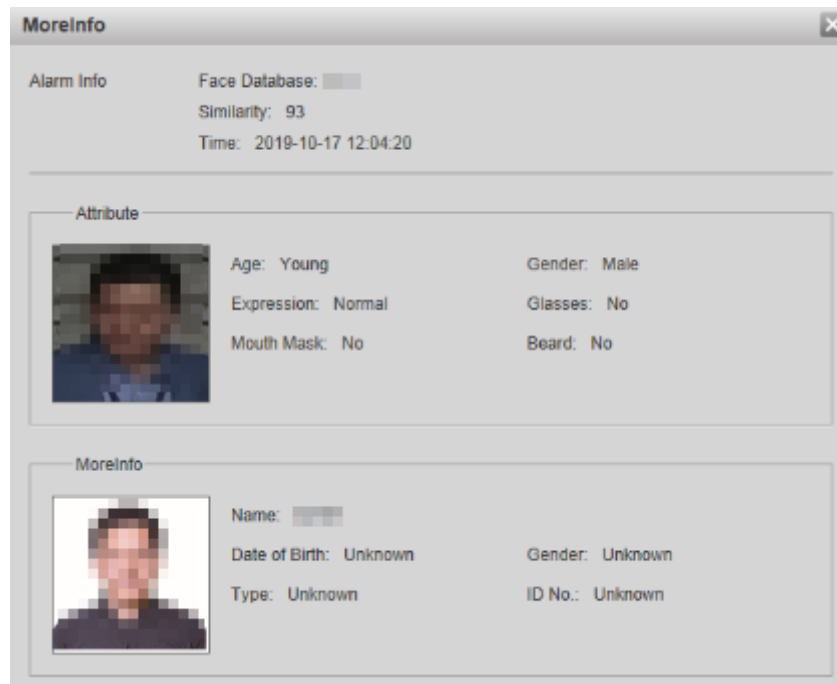 MoreInfo
Alarm Info Face Database:
Similarity: 93
Time: 2019-10-17 12:04:20
Attribute
Age: Young Gender: Male
Expression: Normal Glasses: No
Mouth Mask: No Beard: No
MoreInfo
Name:
Date of Birth: Unknown Gender: Unknown
Type: Unknown ID No.: Unknown